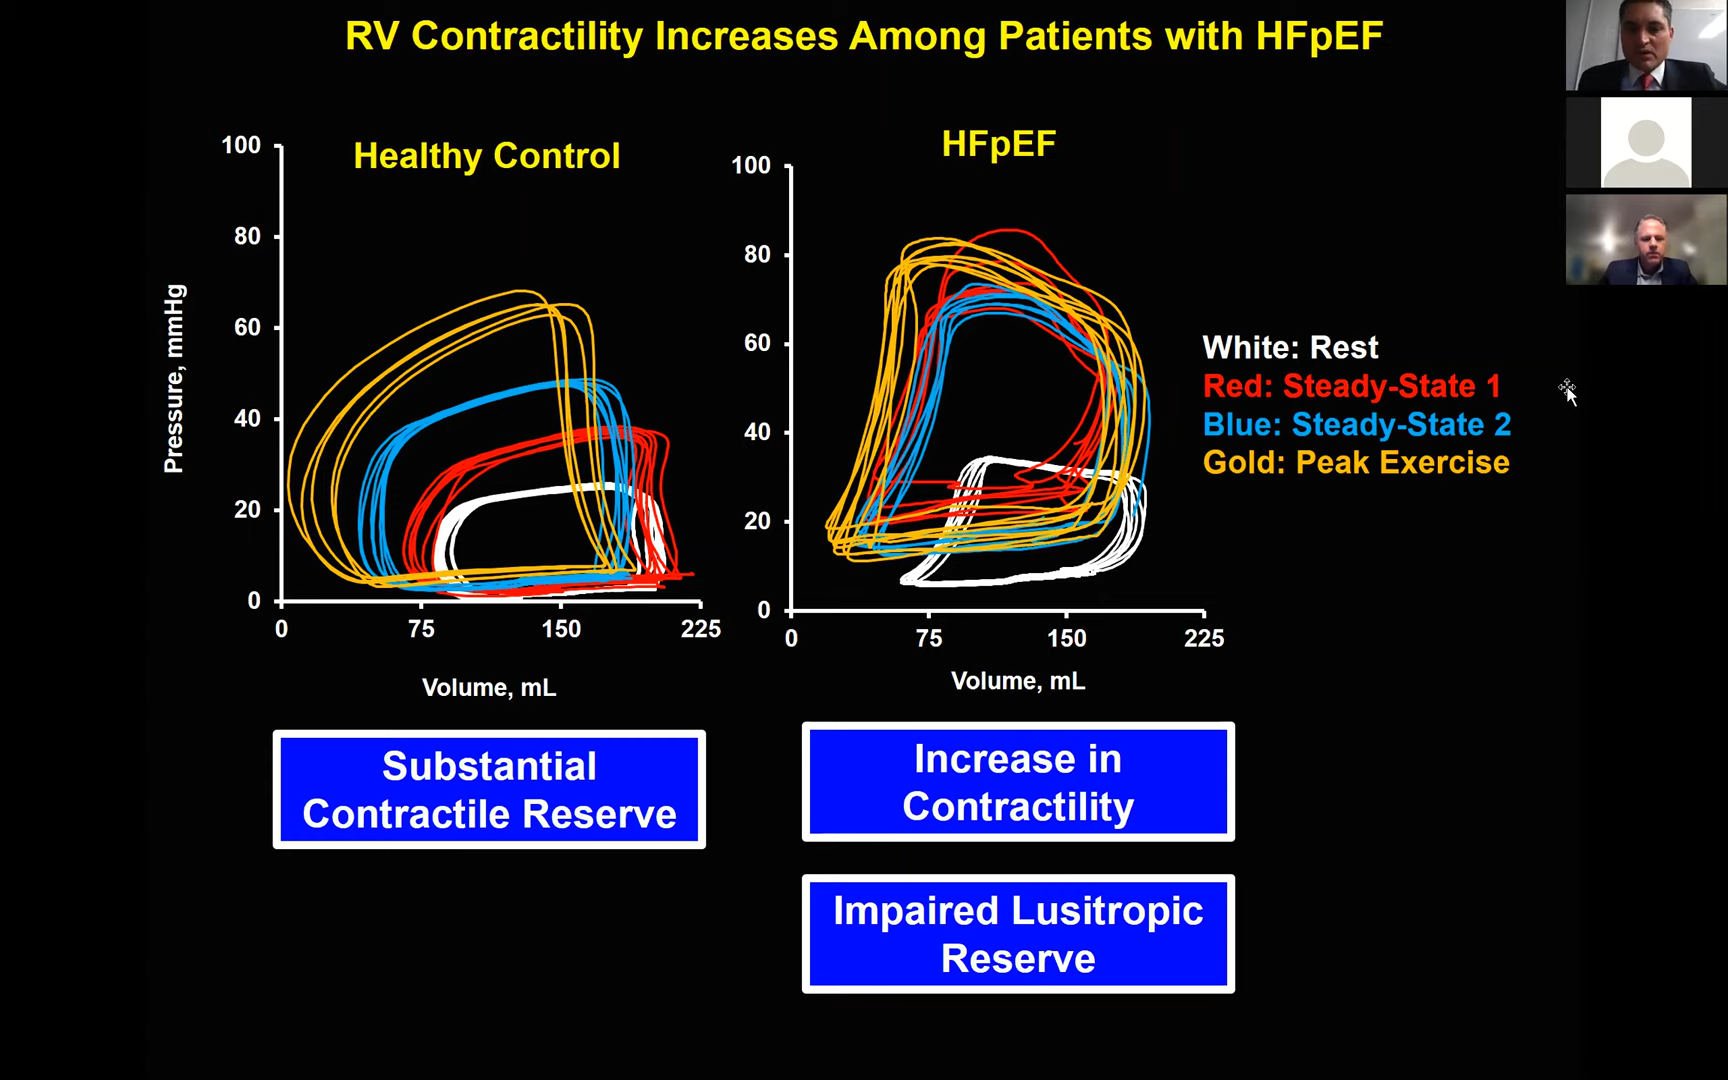 RV Contractility Increases Among Patients with HFpEF
Healthy Control
100
80
60
40
20
0
0
75
150
225
Pressure, mmHg
Volume, mL
HFpEF
100
80
60
40
20
0
0
75
150
225
Volume, mL
White: Rest
Red: Steady-State 1
Blue: Steady-State 2
Gold: Peak Exercise
Substantial
Contractile Reserve
Increase in
Contractility
Impaired Lusitropic
Reserve